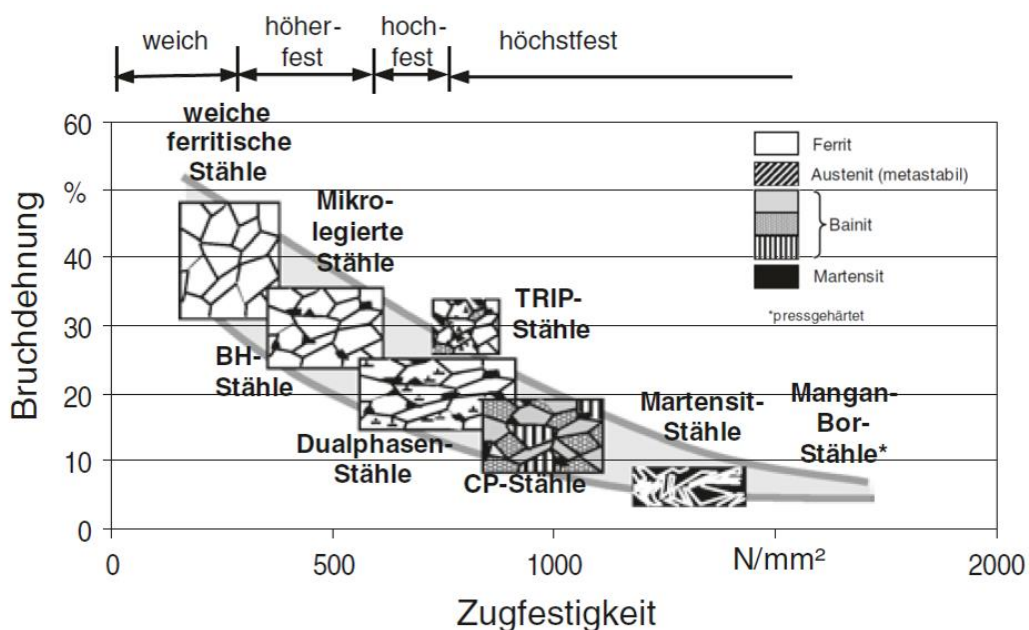 weich
höher-
fest
hoch-
fest
höchstfest
60
%
40
30
20
10
0
Bruchdehnung
weiche
ferritische
Stähle
Mikro-
legierte
Stähle
TRIP-
Stähle
BH-
Stähle
Dualphasen-
Stähle
CP-Stähle
Martensit-
Stähle
Mangan-
Bor-
Stähle*
Ferrit
Austenit (metastabil)
Bainit
Martensit
*pressgehärtet
0
500
1000
N/mm²
2000
Zugfestigkeit